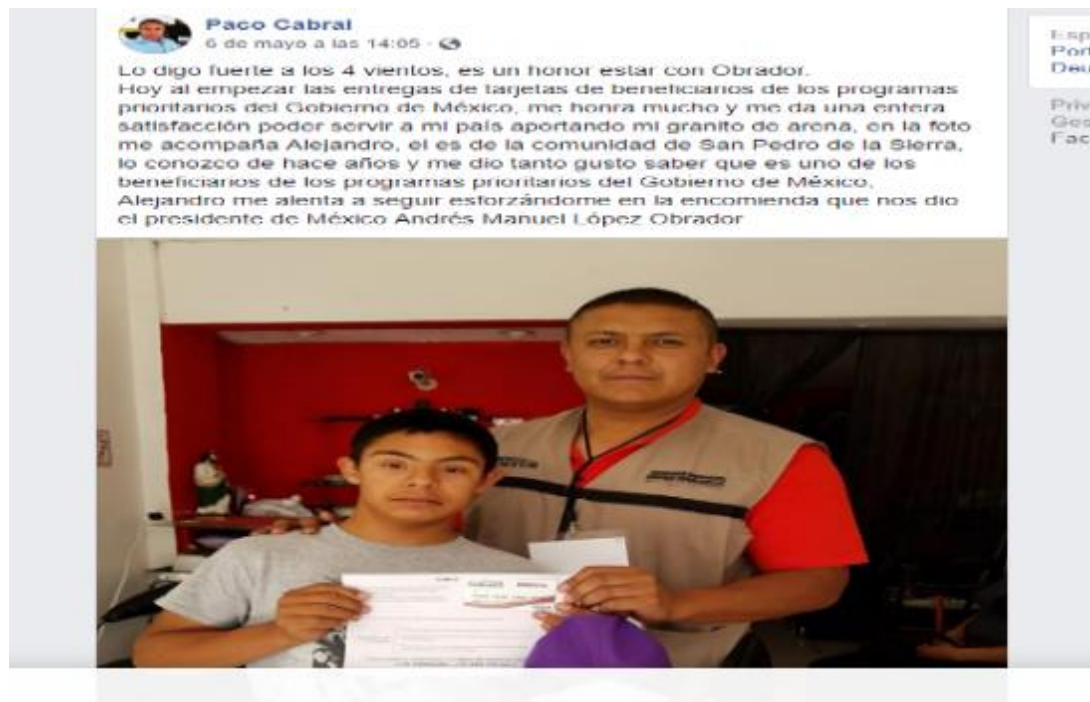 Paco Cabral
6 de mayo a las 14:05 ·
Lo digo fuerte a los 4 vientos, es un honor estar con Obrador.
Hoy al empezar las entregas de tarjetas de beneficiarios de los programas
prioritarios del Gobierno de México, me honra mucho y me da una entera
satisfacción poder servir a mi país aportando mi granito de arena, en la foto
me acompaña Alejandro, el es de la comunidad de San Pedro de la Sierra,
lo conozco de hace años y me dio tanto gusto saber que es uno de los
beneficiarios de los programas prioritarios del Gobierno de México,
Alejandro me alienta a seguir esforzándome en la encomienda que nos dio
el presidente de México Andrés Manuel López Obrador
Esp
Port
Deu
Priv
Ges
Fac